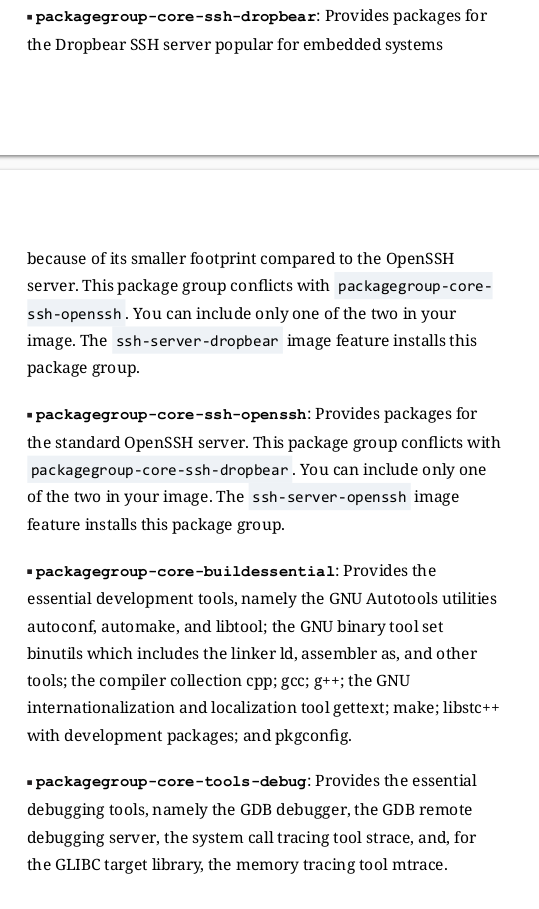 ▪ packagegroup-core-ssh-dropbear: Provides packages for
the Dropbear SSH server popular for embedded systems
because of its smaller footprint compared to the OpenSSH
server. This package group conflicts with packagegroup-core-
ssh-openssh. You can include only one of the two in your
image. The ssh-server-dropbear image feature installs this
package group.
▪ packagegroup-core-ssh-openssh: Provides packages for
the standard OpenSSH server. This package group conflicts with
packagegroup-core-ssh-dropbear. You can include only one
of the two in your image. The ssh-server-openssh image
feature installs this package group.
▪ packagegroup-core-buildessential: Provides the
essential development tools, namely the GNU Autotools utilities
autoconf, automake, and libtool; the GNU binary tool set
binutils which includes the linker ld, assembler as, and other
tools; the compiler collection cpp; gcc; g++; the GNU
internationalization and localization tool gettext; make; libstc++
with development packages; and pkgconfig.
▪ packagegroup-core-tools-debug: Provides the essential
debugging tools, namely the GDB debugger, the GDB remote
debugging server, the system call tracing tool strace, and, for
the GLIBC target library, the memory tracing tool mtrace.